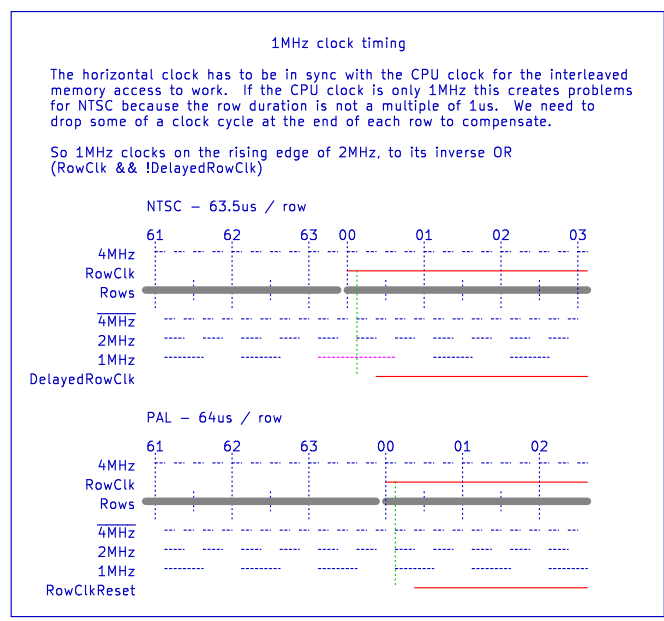 1MHz clock timing
The horizontal clock has to be in sync with the CPU clock for the interleaved
memory access to work.  If the CPU clock is only 1MHz this creates problems
for NTSC because the row duration is not a multiple of 1us.  We need to
drop some of a clock cycle at the end of each row to compensate.
So 1MHz clocks on the rising edge of 2MHz, to its inverse OR
(RowClk && !DelayedRowClk)
NTSC – 63.5us / row
61 62 63 00 01 02 03
4MHz
RowClk
Rows
4MHz
2MHz
1MHz
DelayedRowClk
PAL – 64us / row
61 62 63 00 01 02
4MHz
RowClk
Rows
4MHz
2MHz
1MHz
RowClkReset